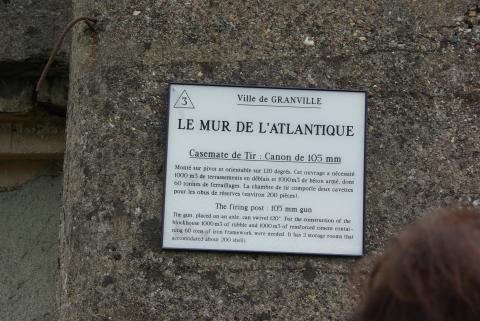 3
Ville de GRANVILLE
LE MUR DE L'ATLANTIQUE
Casemate de Tir : Canon de 105 mm
Monté sur pivot et orientable sur 120 degrés. Cet ouvrage a nécessité
1000 m3 de terrassements en déblais et 1000 m3 de béton armé, dont
60 tonnes de ferraillages. La chambre de tir comporte deux cavettes
pour les obus de réserves (environ 200 pièces).
The firing post : 105 mm gun
The gun, placed on an axle, can swivel 120°. For the construction of the
blockhouse 1000 m3 of rubble and 1000 m3 of reinforced cement contai-
ning 60 tons of iron framework were needed. It has 2 storage rooms that
accomodated about 200 shells.